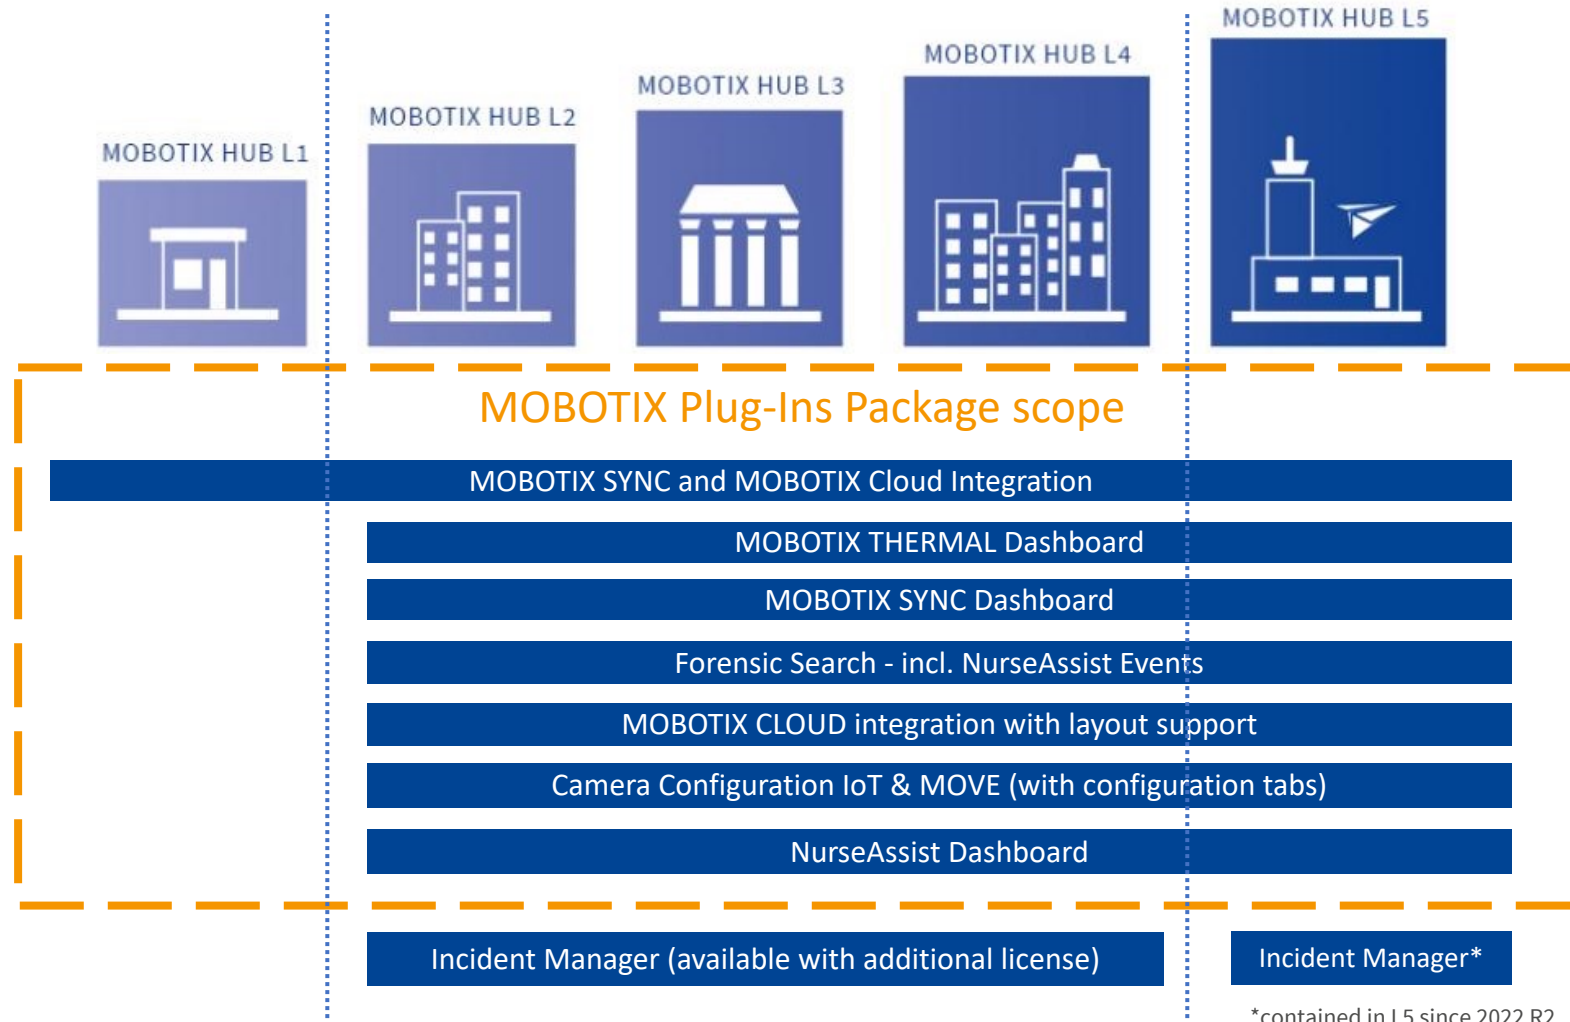 MOBOTIX HUB L1
MOBOTIX HUB L2
MOBOTIX HUB L3
MOBOTIX HUB L4
MOBOTIX HUB L5
MOBOTIX Plug-Ins Package scope
MOBOTIX SYNC and MOBOTIX Cloud Integration
MOBOTIX THERMAL Dashboard
MOBOTIX SYNC Dashboard
Forensic Search - incl. NurseAssist Events
MOBOTIX CLOUD integration with layout support
Camera Configuration IoT & MOVE (with configuration tabs)
NurseAssist Dashboard
Incident Manager (available with additional license)
Incident Manager*
*contained in L5 since 2022 R2